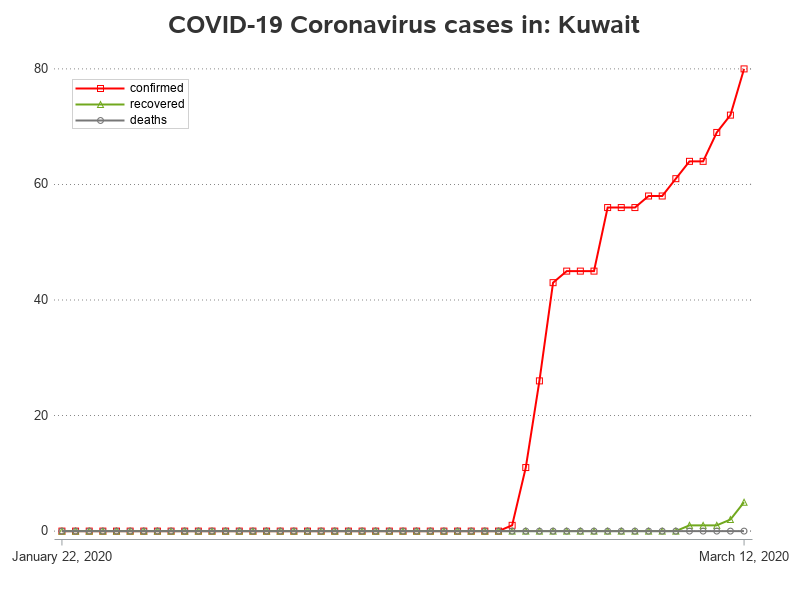 COVID-19 Coronavirus cases in: Kuwait
80
confirmed
recovered
deaths
60
40
20
0
January 22, 2020
March 12, 2020